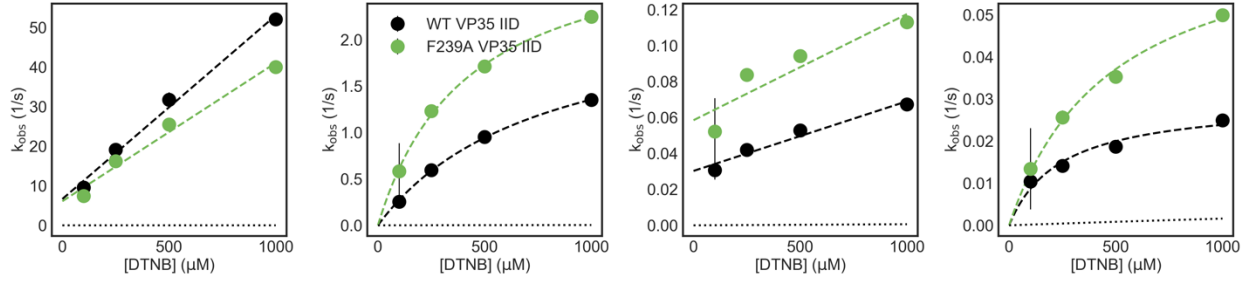 50
40
30
20
10
0
k_obs (1/s)
0 500 1000
[DTNB] (µM)
2.0
1.5
1.0
0.5
0.0
k_obs (1/s)
WT VP35 IID
F239A VP35 IID
0 500 1000
[DTNB] (µM)
0.12
0.10
0.08
0.06
0.04
0.02
0.00
k_obs (1/s)
0 500 1000
[DTNB] (µM)
0.05
0.04
0.03
0.02
0.01
0.00
k_obs (1/s)
0 500 1000
[DTNB] (µM)